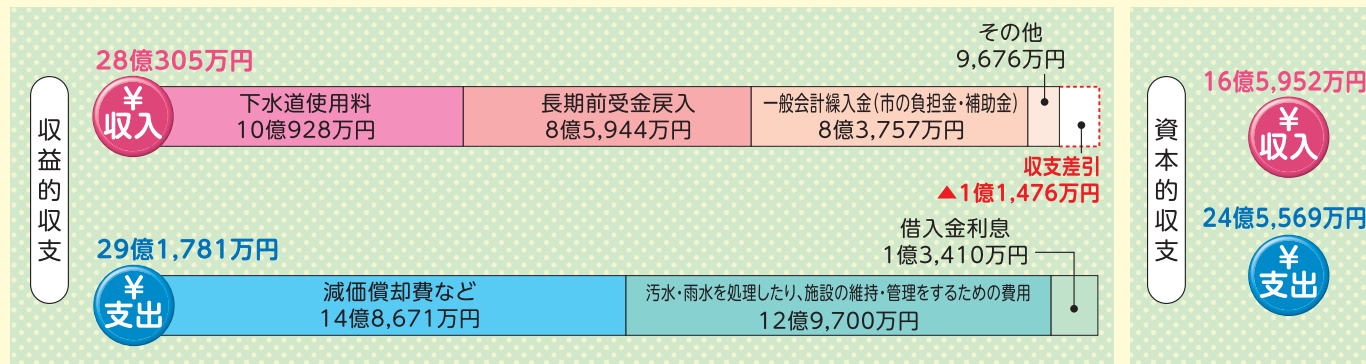 収益的収支
28億305万円
¥
収入
下水道使用料
10億928万円
長期前受金戻入
8億5,944万円
一般会計繰入金(市の負担金・補助金)
8億3,757万円
その他
9,676万円
収支差引
▲1億1,476万円
29億1,781万円
¥
支出
減価償却費など
14億8,671万円
汚水・雨水を処理したり、施設の維持・管理をするための費用
12億9,700万円
借入金利息
1億3,410万円
資本的収支
16億5,952万円
¥
収入
24億5,569万円
¥
支出